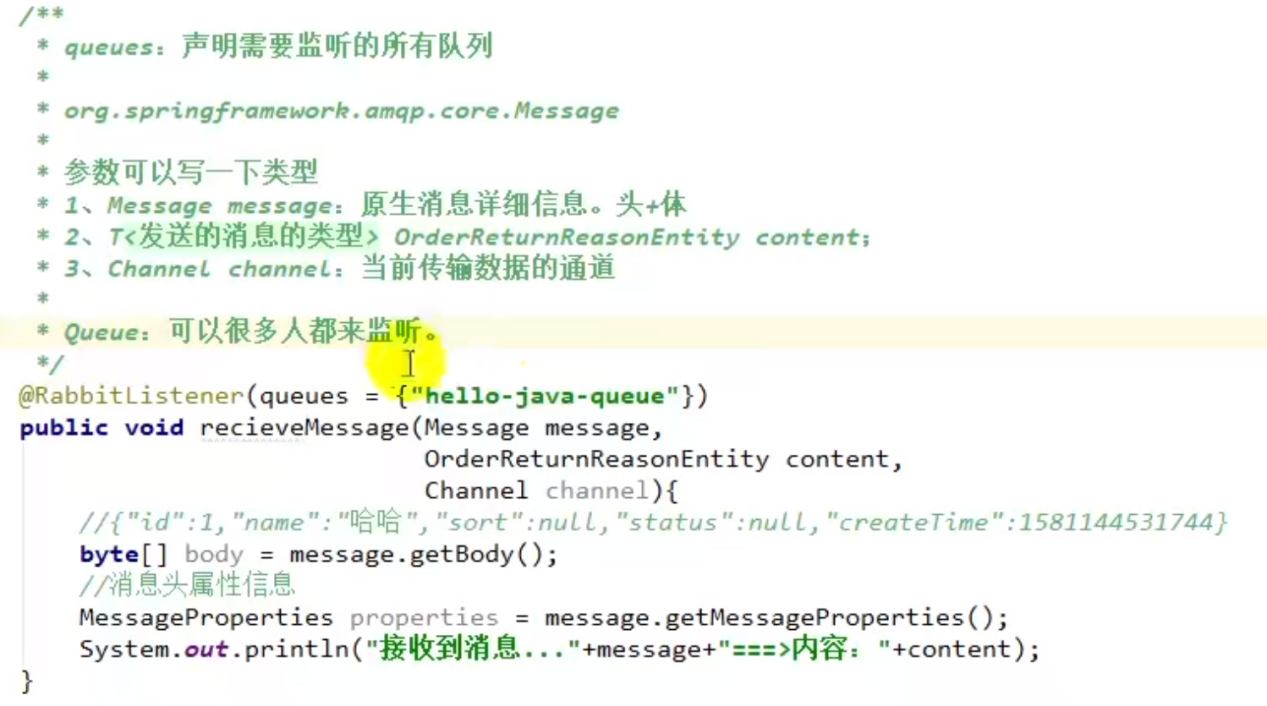 /**
* queues：声明需要监听的所有队列
*
* org.springframework.amqp.core.Message
*
* 参数可以写一下类型
* 1、Message message：原生消息详细信息。头+体
* 2、T<发送的消息的类型> OrderReturnReasonEntity content；
* 3、Channel channel：当前传输数据的通道
*
* Queue：可以很多人都来监听。
*/
@RabbitListener(queues = {"hello-java-queue"})
public void recieveMessage(Message message,
OrderReturnReasonEntity content,
Channel channel){
//{"id":1,"name":"哈哈","sort":null,"status":null,"createTime":1581144531744}
byte[] body = message.getBody();
//消息头属性信息
MessageProperties properties = message.getMessageProperties();
System.out.println("接收到消息..."+message+"===>内容："+content);
}